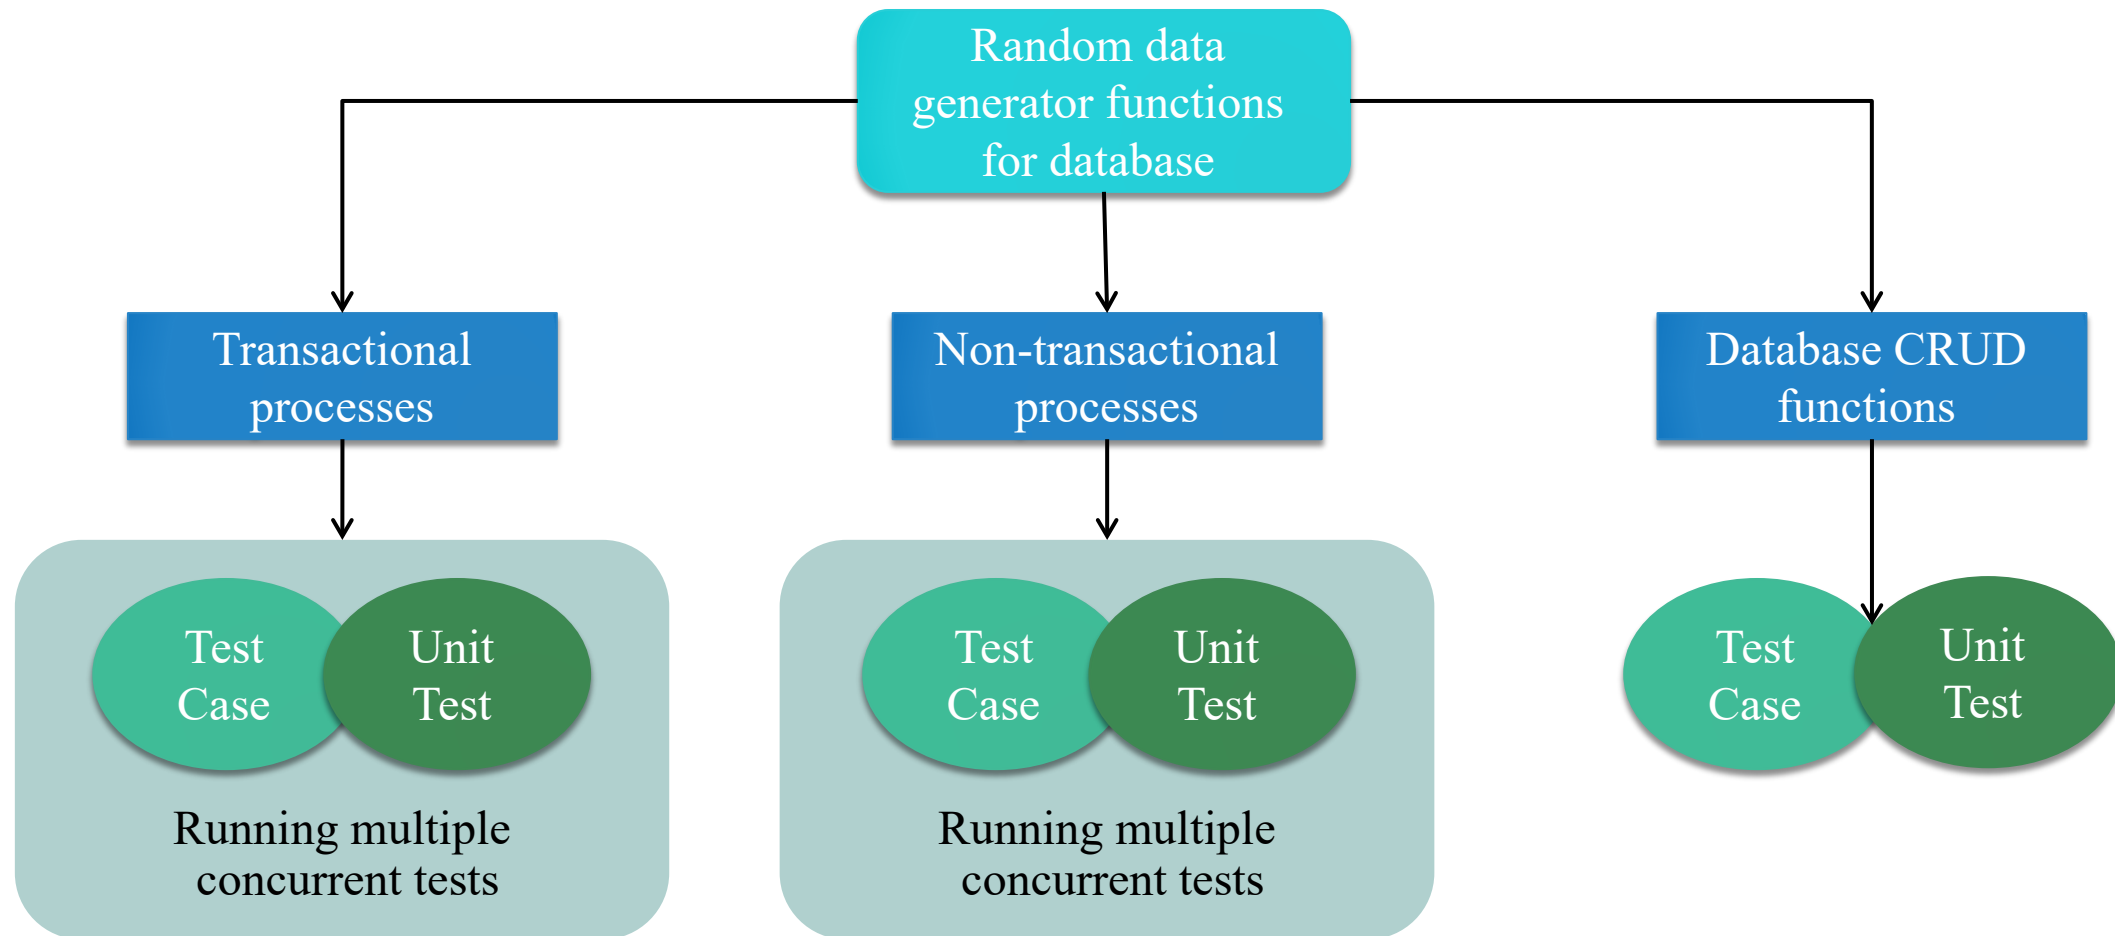 Random data
generator functions
for database
Transactional
processes
Non-transactional
processes
Database CRUD
functions
Test
Case
Unit
Test
Running multiple
concurrent tests
Test
Case
Unit
Test
Running multiple
concurrent tests
Test
Case
Unit
Test